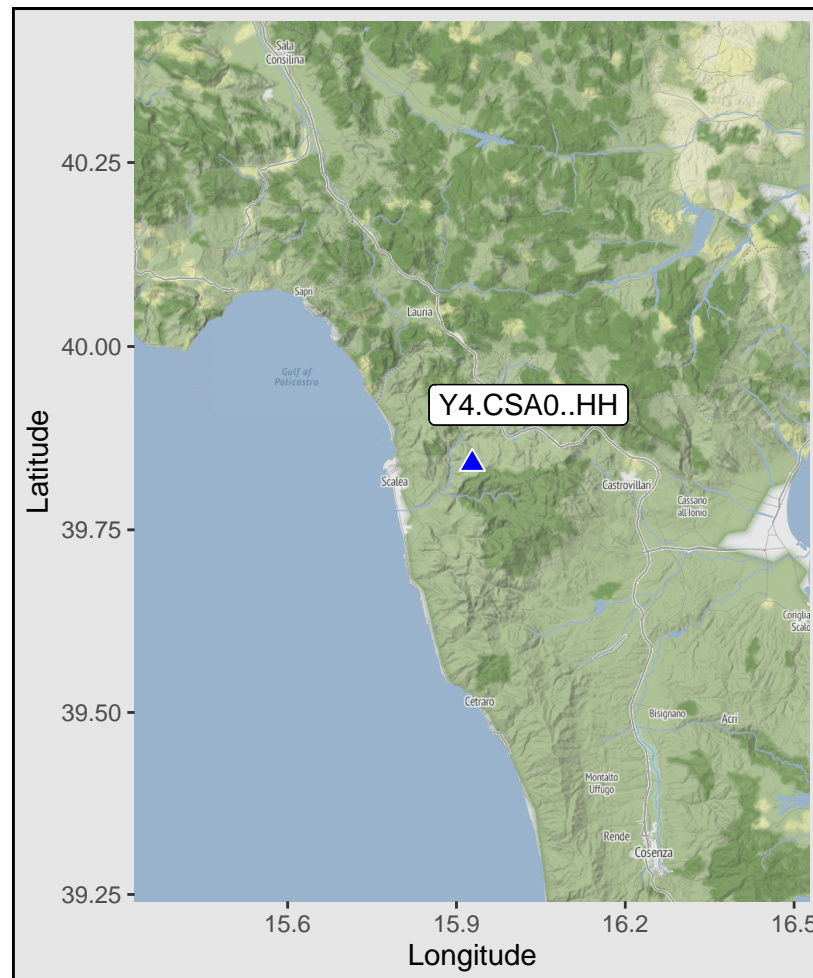 Sala
Consilina
40.25
Sapri
Lauria
40.00
Gulf of
Policastro
Y4.CSA0..HH
Latitude
Scalea
Castrovillari
Cassano
all'Ionio
39.75
Coriglia
Scalo
39.50
Cetraro
Bisignano
Acri
Montalto
Uffugo
Rende
Cosenza
39.25
15.6
15.9
16.2
16.5
Longitude